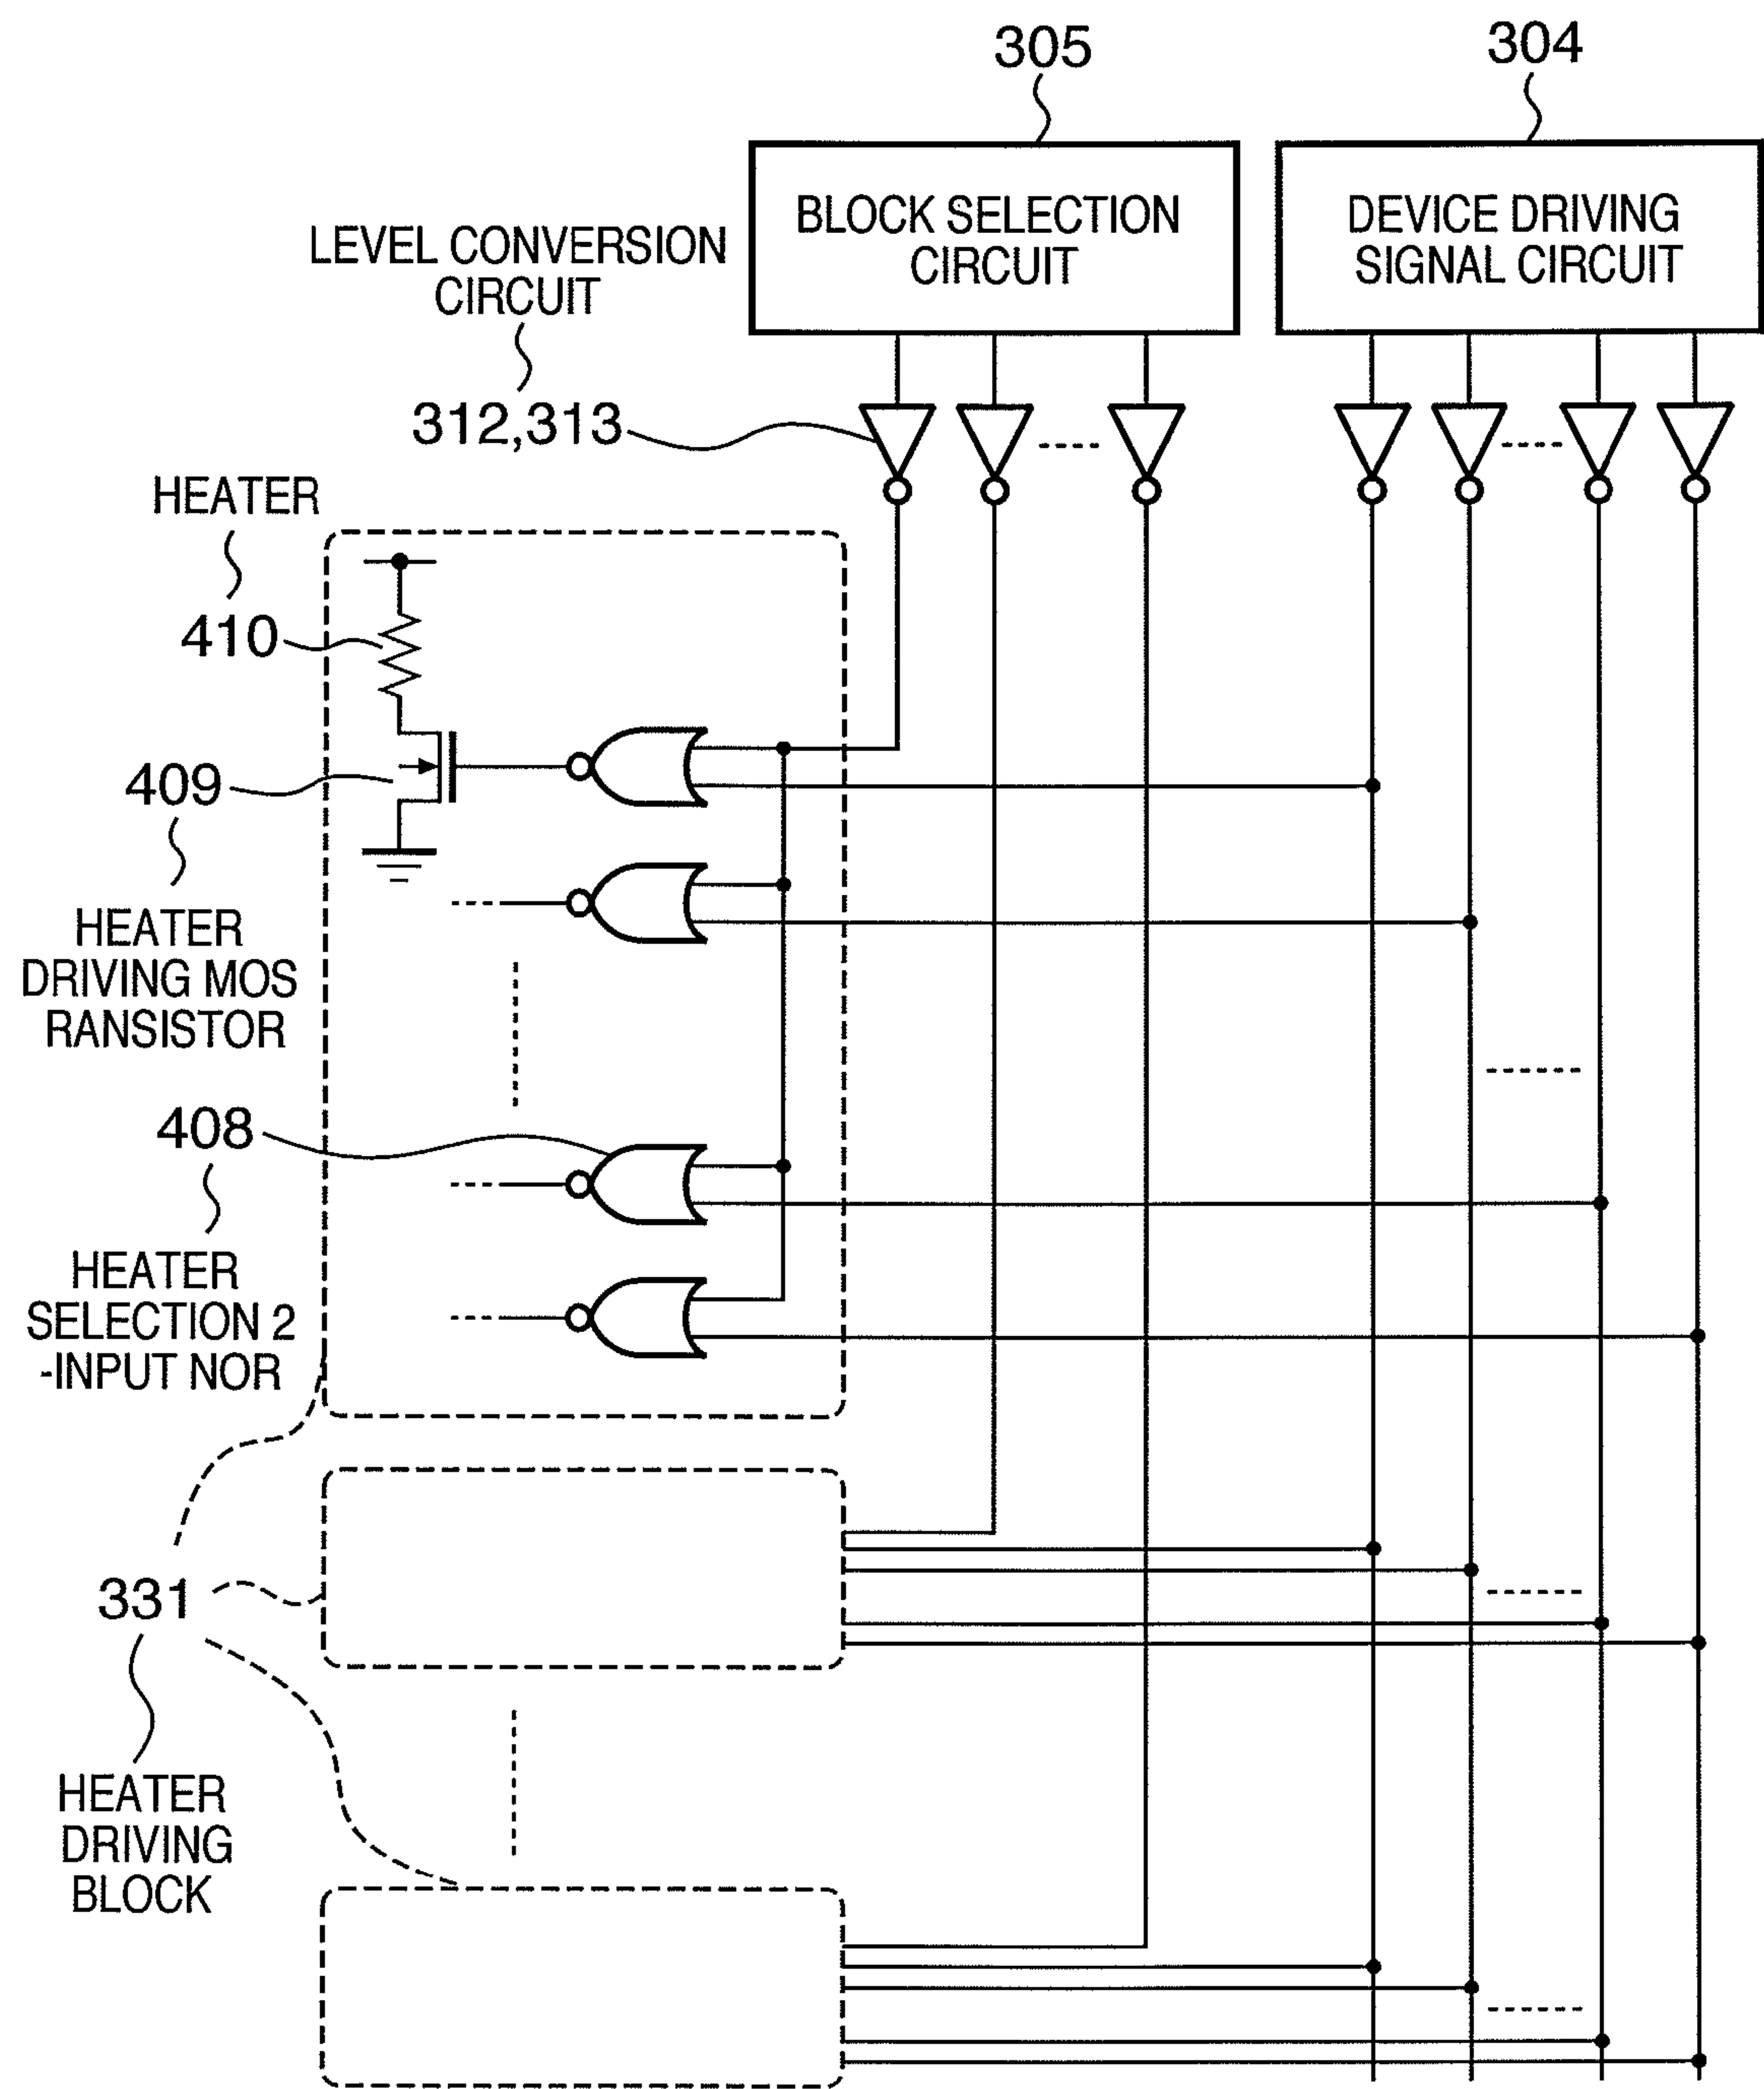 305
304
BLOCK SELECTION
CIRCUIT
DEVICE DRIVING
SIGNAL CIRCUIT
LEVEL CONVERSION
CIRCUIT
312,313
HEATER
410
409
HEATER
DRIVING MOS
RANSISTOR
408
HEATER
SELECTION 2
-INPUT NOR
331
HEATER
DRIVING
BLOCK